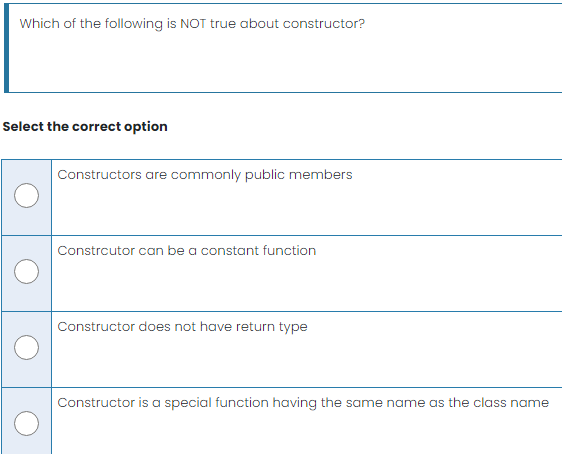 Which of the following is NOT true about constructor?
Select the correct option
Constructors are commonly public members
Constrcutor can be a constant function
Constructor does not have return type
Constructor is a special function having the same name as the class name